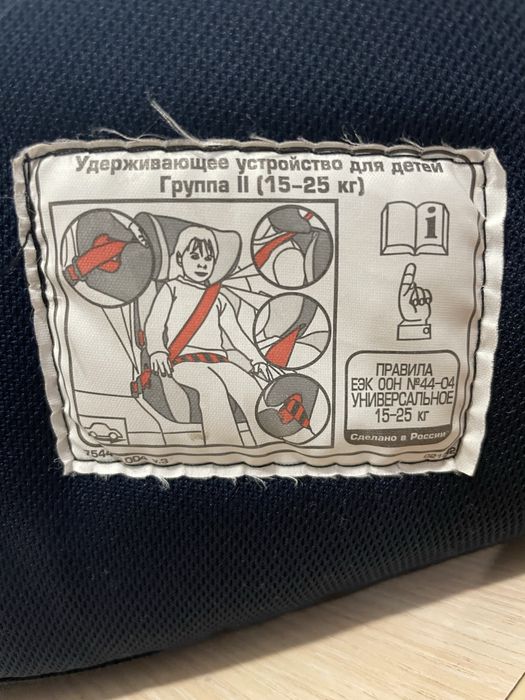 Удерживающее устройство для детей
Группа II (15-25 кг)
i
ПРАВИЛА
ЕЭК ООН №44-04
УНИВЕРСАЛЬНОЕ
15-25 кг
Сделано в России